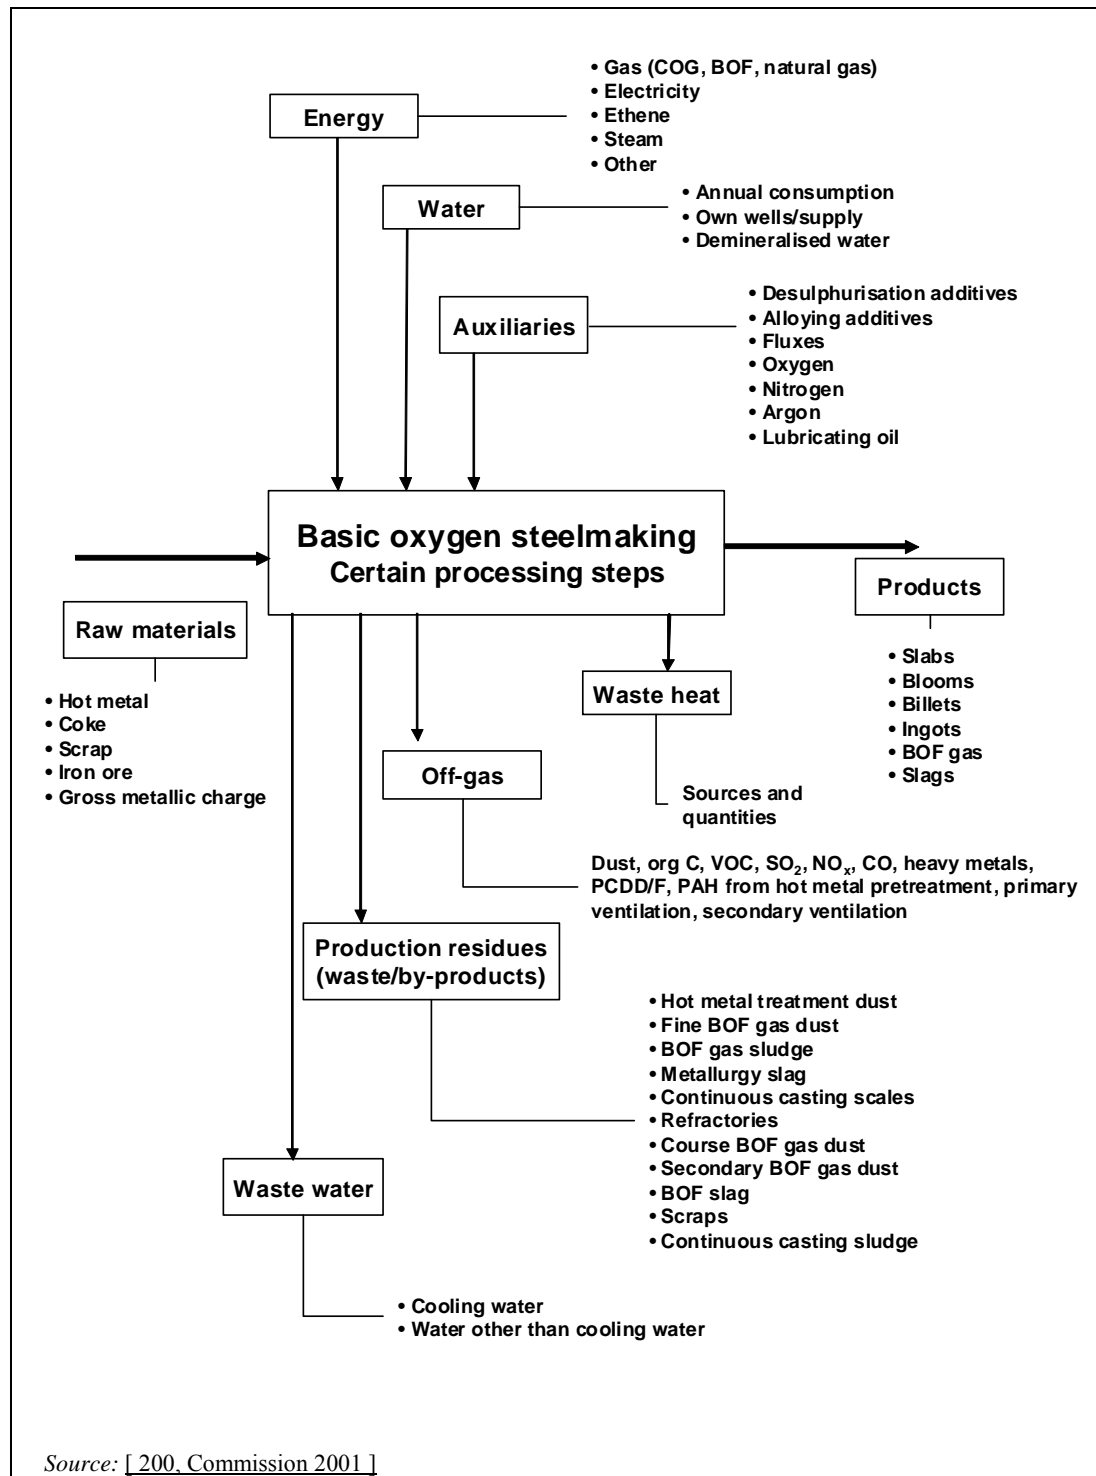 • Gas (COG, BOF, natural gas)
• Electricity
• Ethene
• Steam
• Other
Energy
Water
• Annual consumption
• Own wells/supply
• Demineralised water
Auxiliaries
• Desulphurisation additives
• Alloying additives
• Fluxes
• Oxygen
• Nitrogen
• Argon
• Lubricating oil
Basic oxygen steelmaking
Certain processing steps
Raw materials
• Hot metal
• Coke
• Scrap
• Iron ore
• Gross metallic charge
Products
• Slabs
• Blooms
• Billets
• Ingots
• BOF gas
• Slags
Waste heat
Sources and
quantities
Off-gas
Dust, org C, VOC, SO₂, NOₓ, CO, heavy metals,
PCDD/F, PAH from hot metal pretreatment, primary
ventilation, secondary ventilation
Production residues
(waste/by-products)
• Hot metal treatment dust
• Fine BOF gas dust
• BOF gas sludge
• Metallurgy slag
• Continuous casting scales
• Refractories
• Course BOF gas dust
• Secondary BOF gas dust
• BOF slag
• Scraps
• Continuous casting sludge
Waste water
• Cooling water
• Water other than cooling water
Source: [ 200, Commission 2001 ]